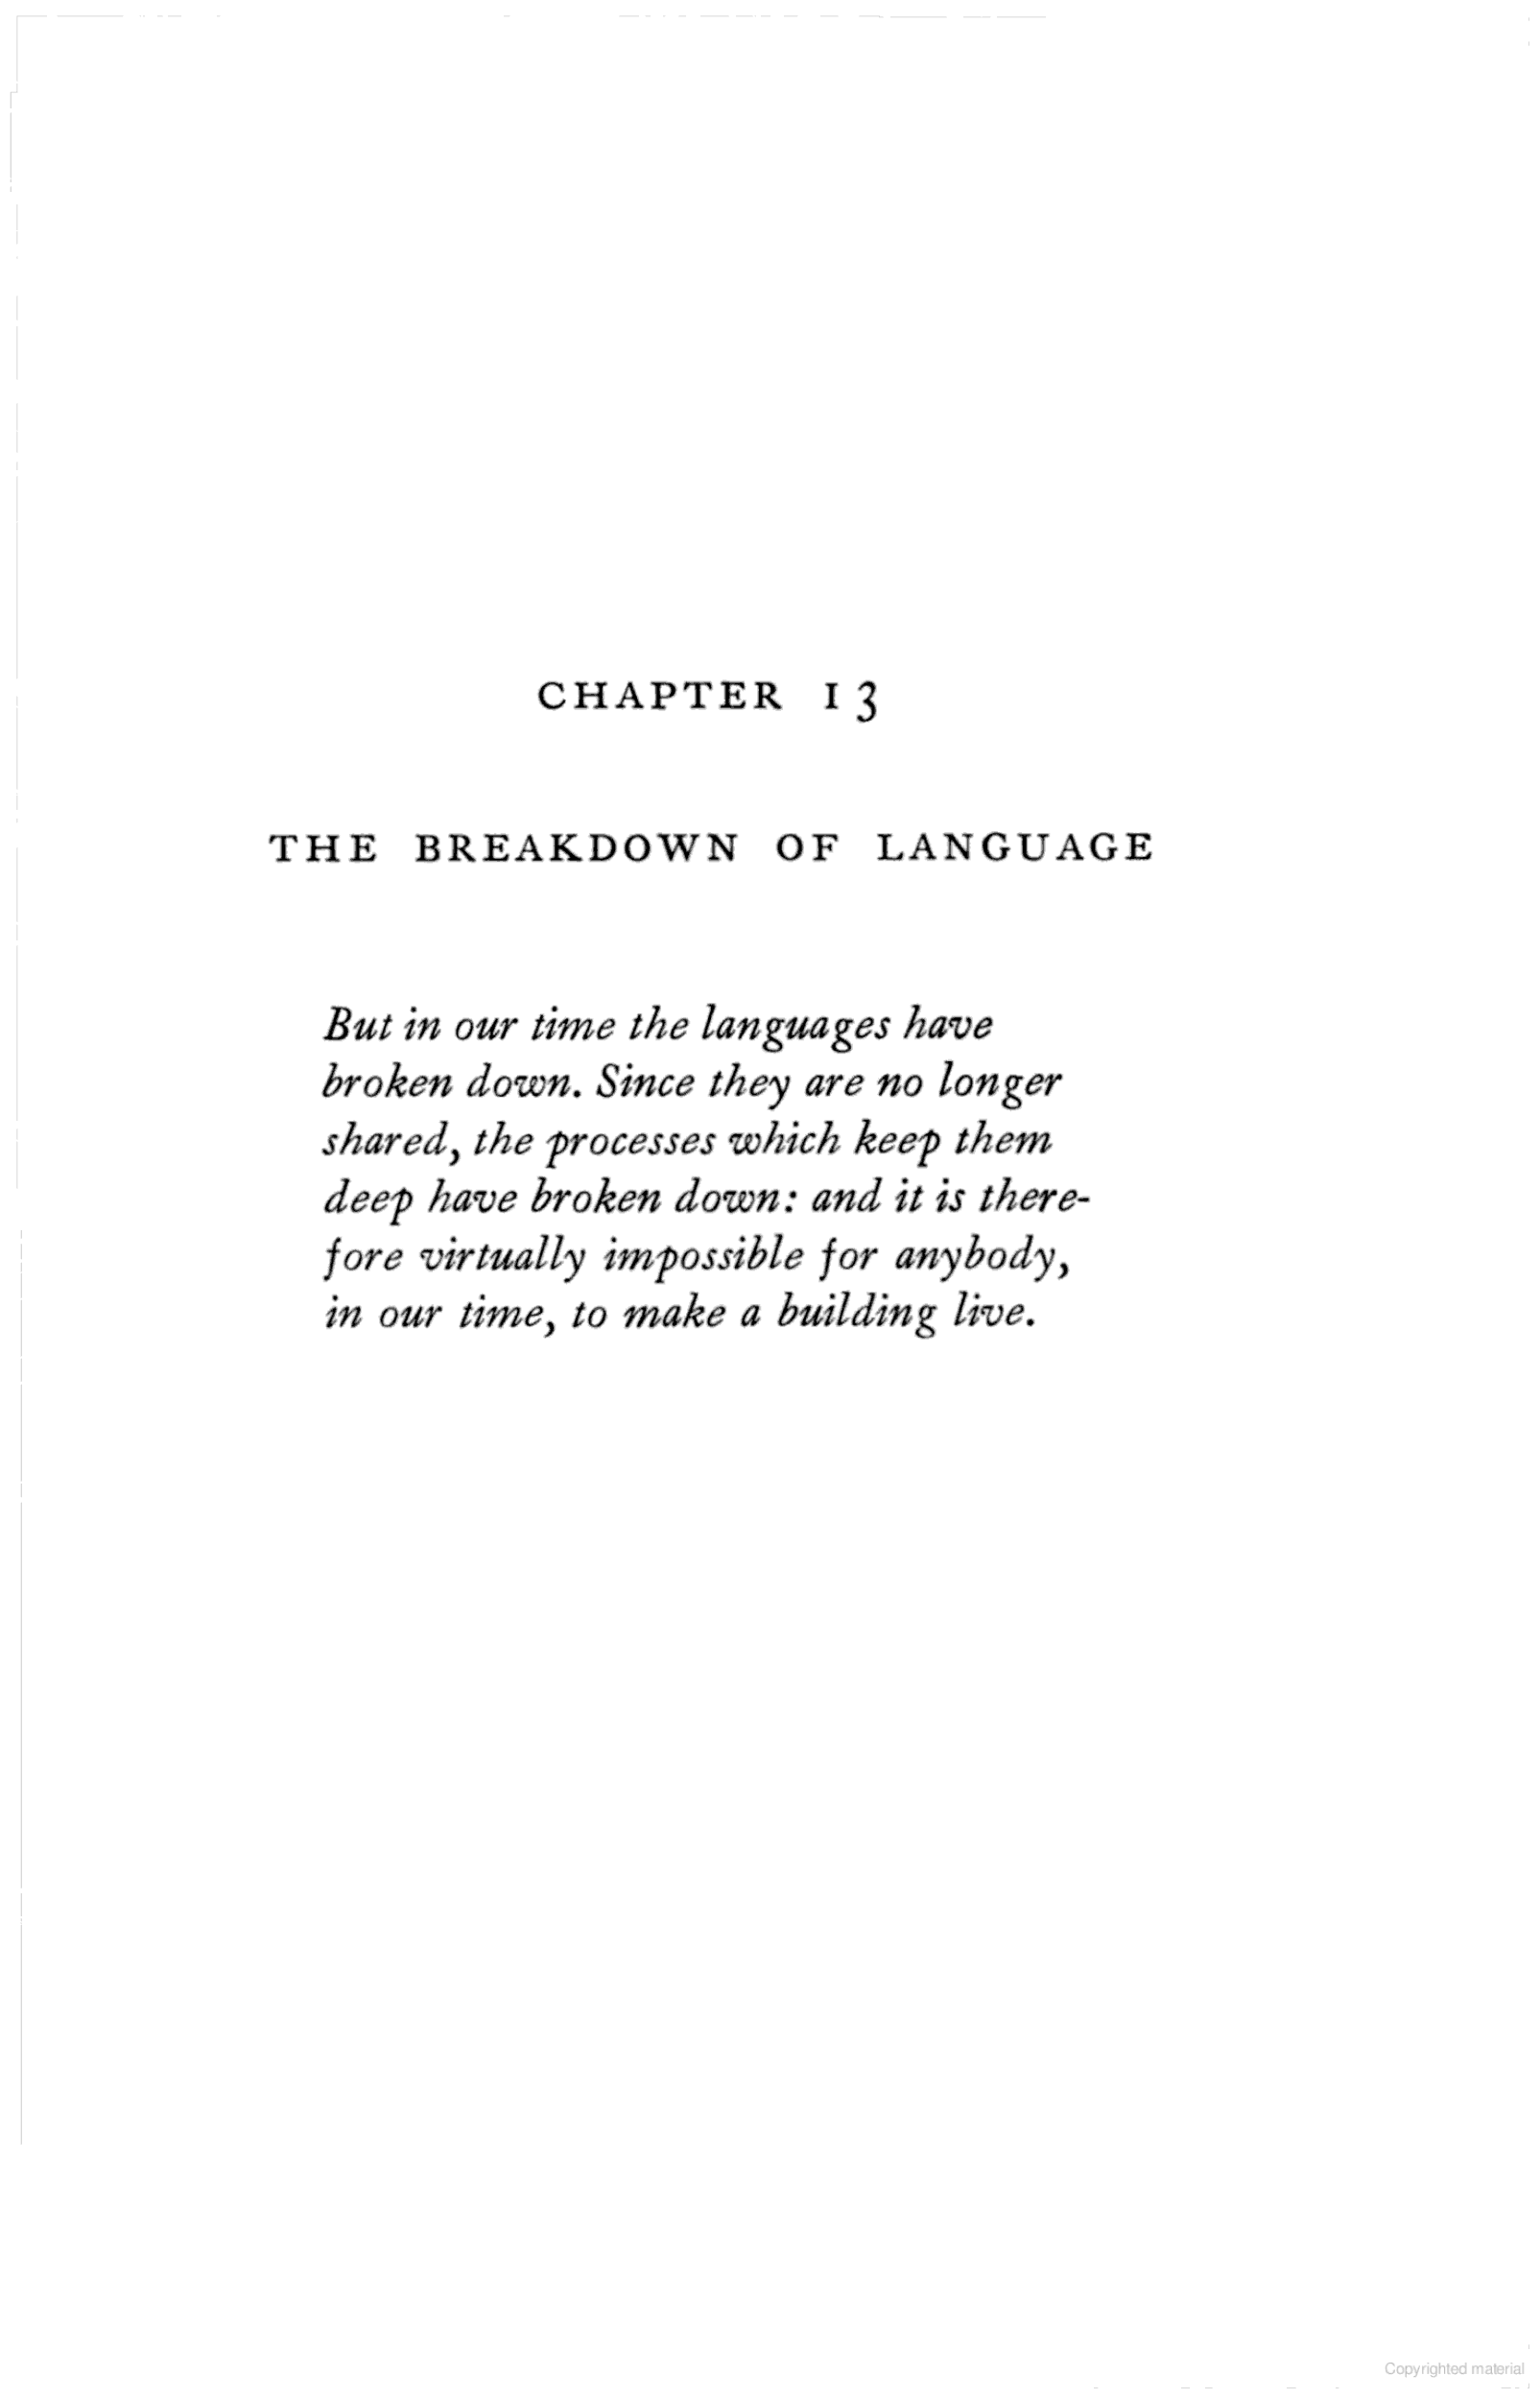 CHAPTER 13
THE BREAKDOWN OF LANGUAGE
But in our time the languages have
broken down. Since they are no longer
shared, the processes which keep them
deep have broken down: and it is there-
fore virtually impossible for anybody,
in our time, to make a building live.
Copyrighted material